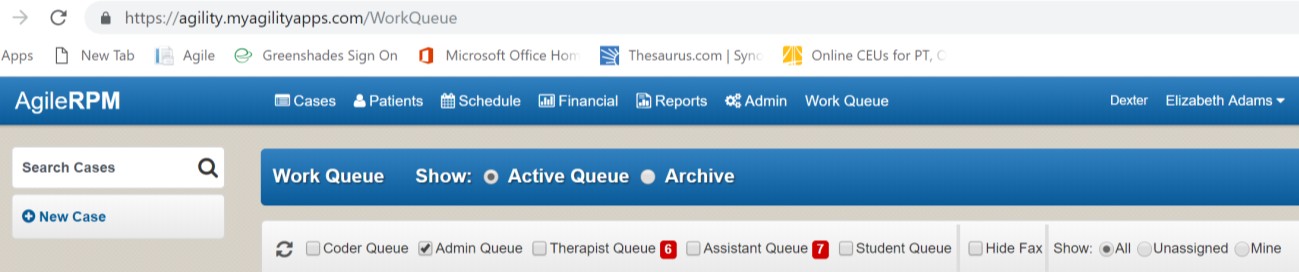 https://agility.myagilityapps.com/WorkQueue
Apps New Tab Agile Greenshades Sign On Microsoft Office Hom Thesaurus.com | Sync Online CEUs for PT, C
AgileRPM Cases Patients Schedule Financial Reports Admin Work Queue Dexter Elizabeth Adams
Search Cases
New Case
Work Queue Show: Active Queue Archive
Coder Queue Admin Queue Therapist Queue 6 Assistant Queue 7 Student Queue Hide Fax Show: All Unassigned Mine